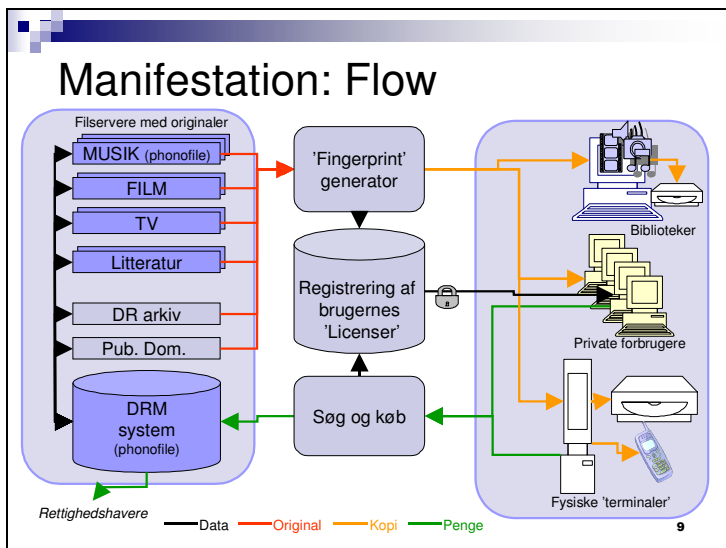 Manifestation: Flow
Filservere med originaler
MUSIK (phonofile)
FILM
TV
Litteratur
DR arkiv
Pub. Dom.
DRM
system
(phonofile)
Rettighedshavere
'Fingerprint'
generator
Registrering af
brugernes
'Licenser'
Søg og køb
Biblioteker
Private forbrugere
Fysiske 'terminaler'
Data Original Kopi Penge
9